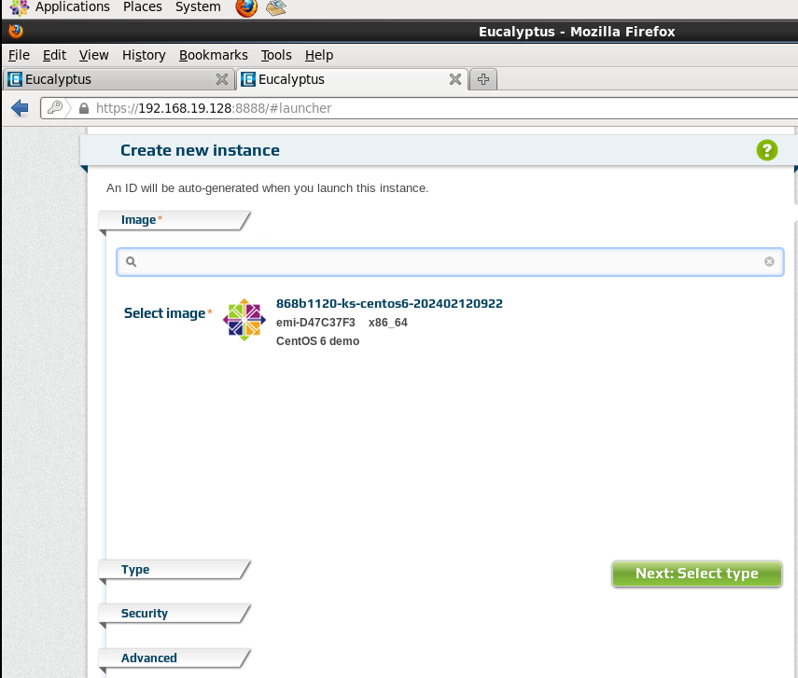 Applications Places System
Eucalyptus - Mozilla Firefox
File Edit View History Bookmarks Tools Help
Eucalyptus Eucalyptus
https://192.168.19.128:8888/#launcher
Create new instance
?
An ID will be auto-generated when you launch this instance.
Image*
Select image*
868b1120-ks-centos6-202402120922
emi-D47C37F3 x86_64
CentOS 6 demo
Type
Next: Select type
Security
Advanced